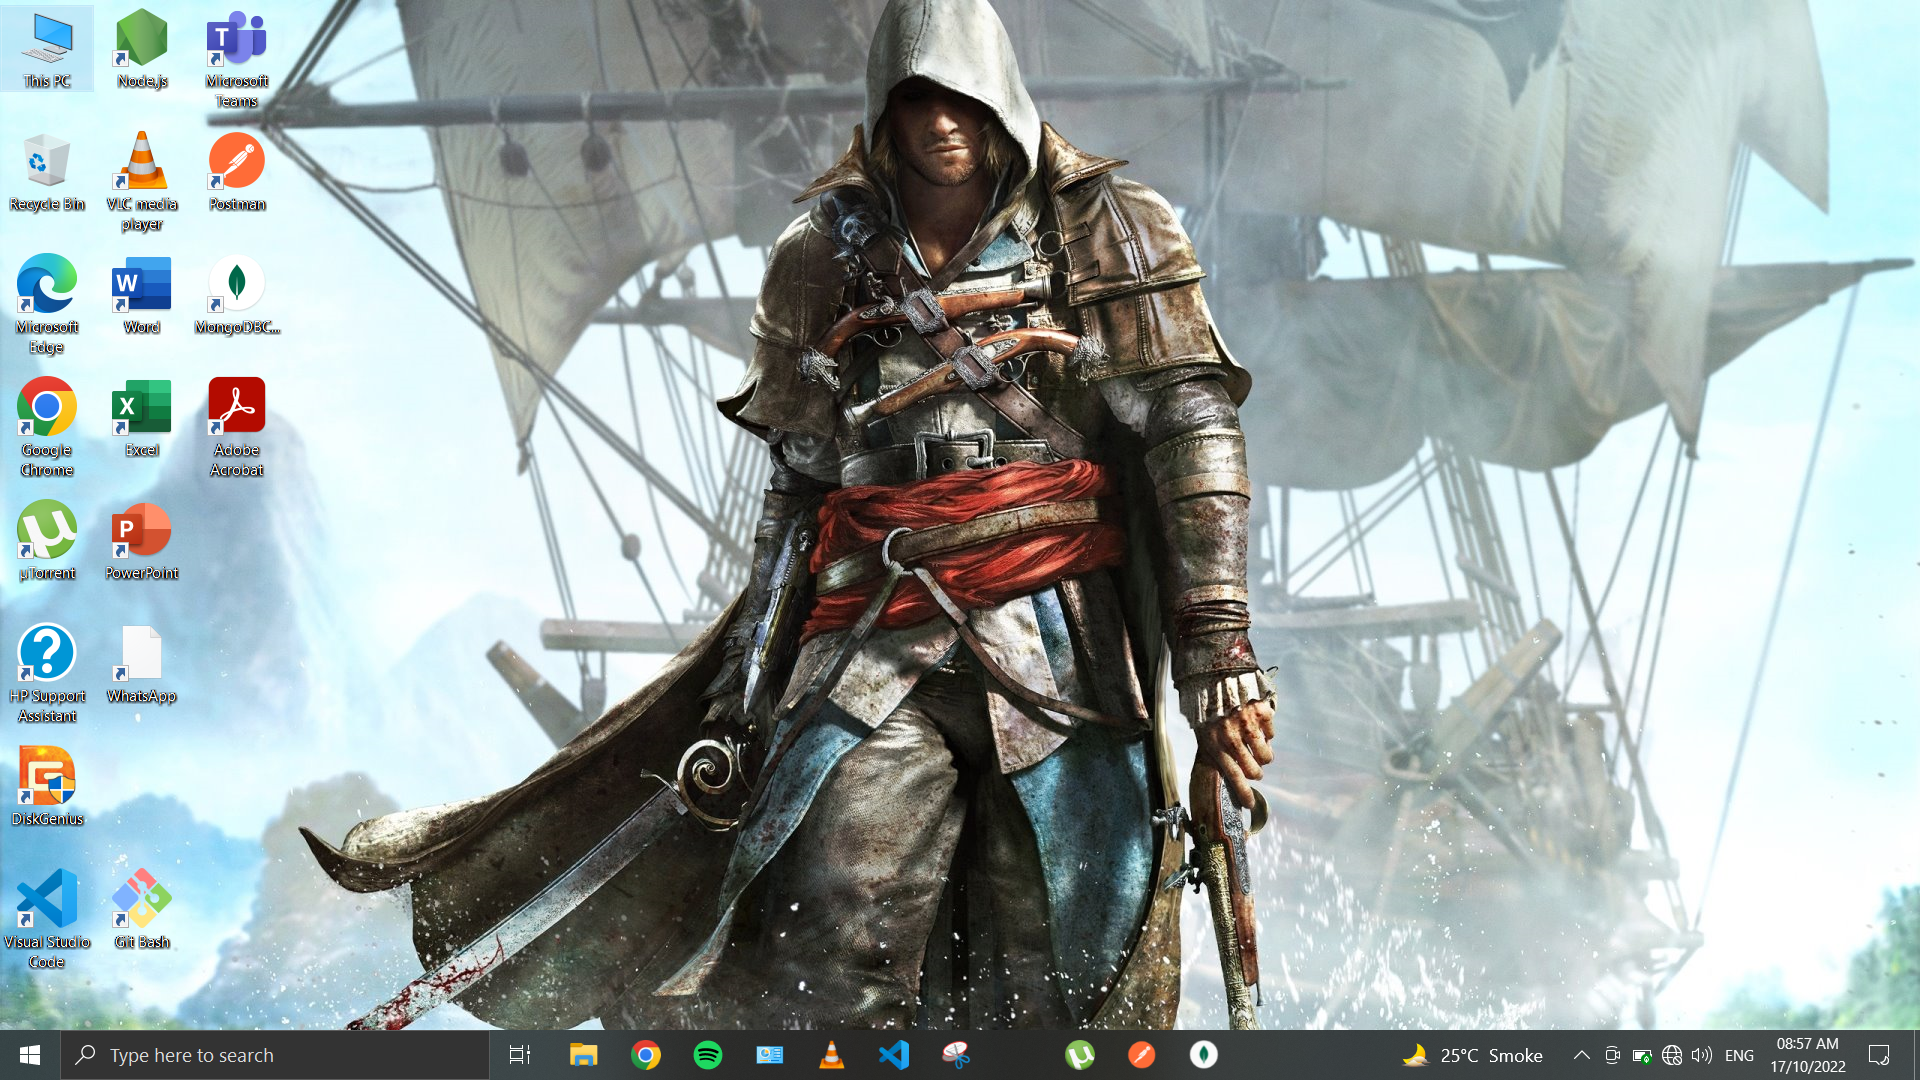 This PC
Node.js
Microsoft
Teams
Recycle Bin
VLC media
player
Postman
Microsoft
Edge
Word
MongoDBC...
Google
Chrome
Excel
Adobe
Acrobat
µTorrent
PowerPoint
HP Support
Assistant
WhatsApp
DiskGenius
Visual Studio
Code
Git Bash
Type here to search
25°C Smoke
ENG
08:57 AM
17/10/2022